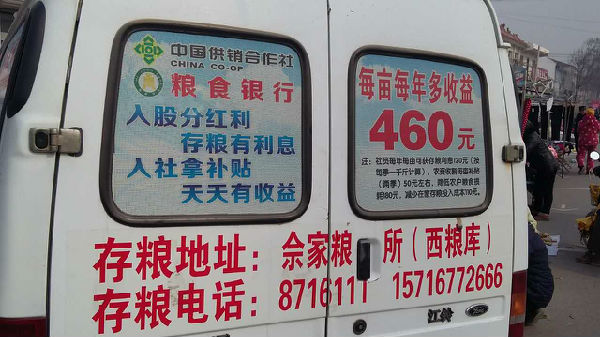 中国供销合作社
CHINA CO-OP
粮食银行
入股分红利
存粮有利息
入社拿补贴
天天有收益
每亩每年多收益
460元
存粮地址：佘家粮所（西粮库）
存粮电话：8716111 15716772666
江铃